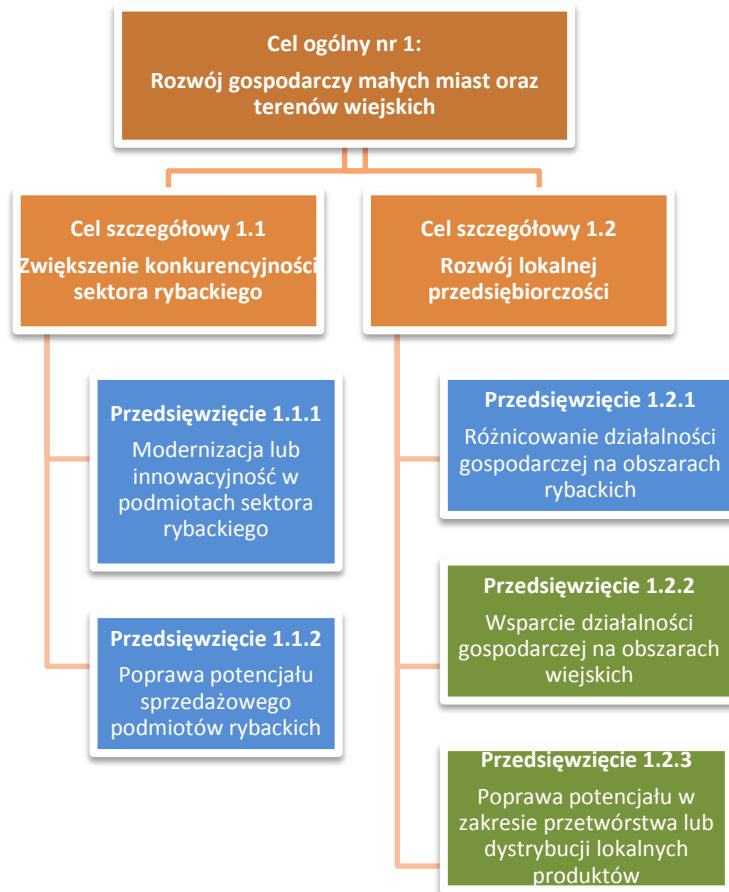 Cel ogólny nr 1:
Rozwój gospodarczy małych miast oraz
terenów wiejskich
Cel szczegółowy 1.1
Zwiększenie konkurencyjności
sektora rybackiego
Przedsięwzięcie 1.1.1
Modernizacja lub
innowacyjność w
podmiotach sektora
rybackiego
Przedsięwzięcie 1.1.2
Poprawa potencjału
sprzedażowego
podmiotów rybackich
Cel szczegółowy 1.2
Rozwój lokalnej
przedsiębiorczości
Przedsięwzięcie 1.2.1
Różnicowanie działalności
gospodarczej na obszarach
rybackich
Przedsięwzięcie 1.2.2
Wsparcie działalności
gospodarczej na obszarach
wiejskich
Przedsięwzięcie 1.2.3
Poprawa potencjału w
zakresie przetwórstwa lub
dystrybucji lokalnych
produktów